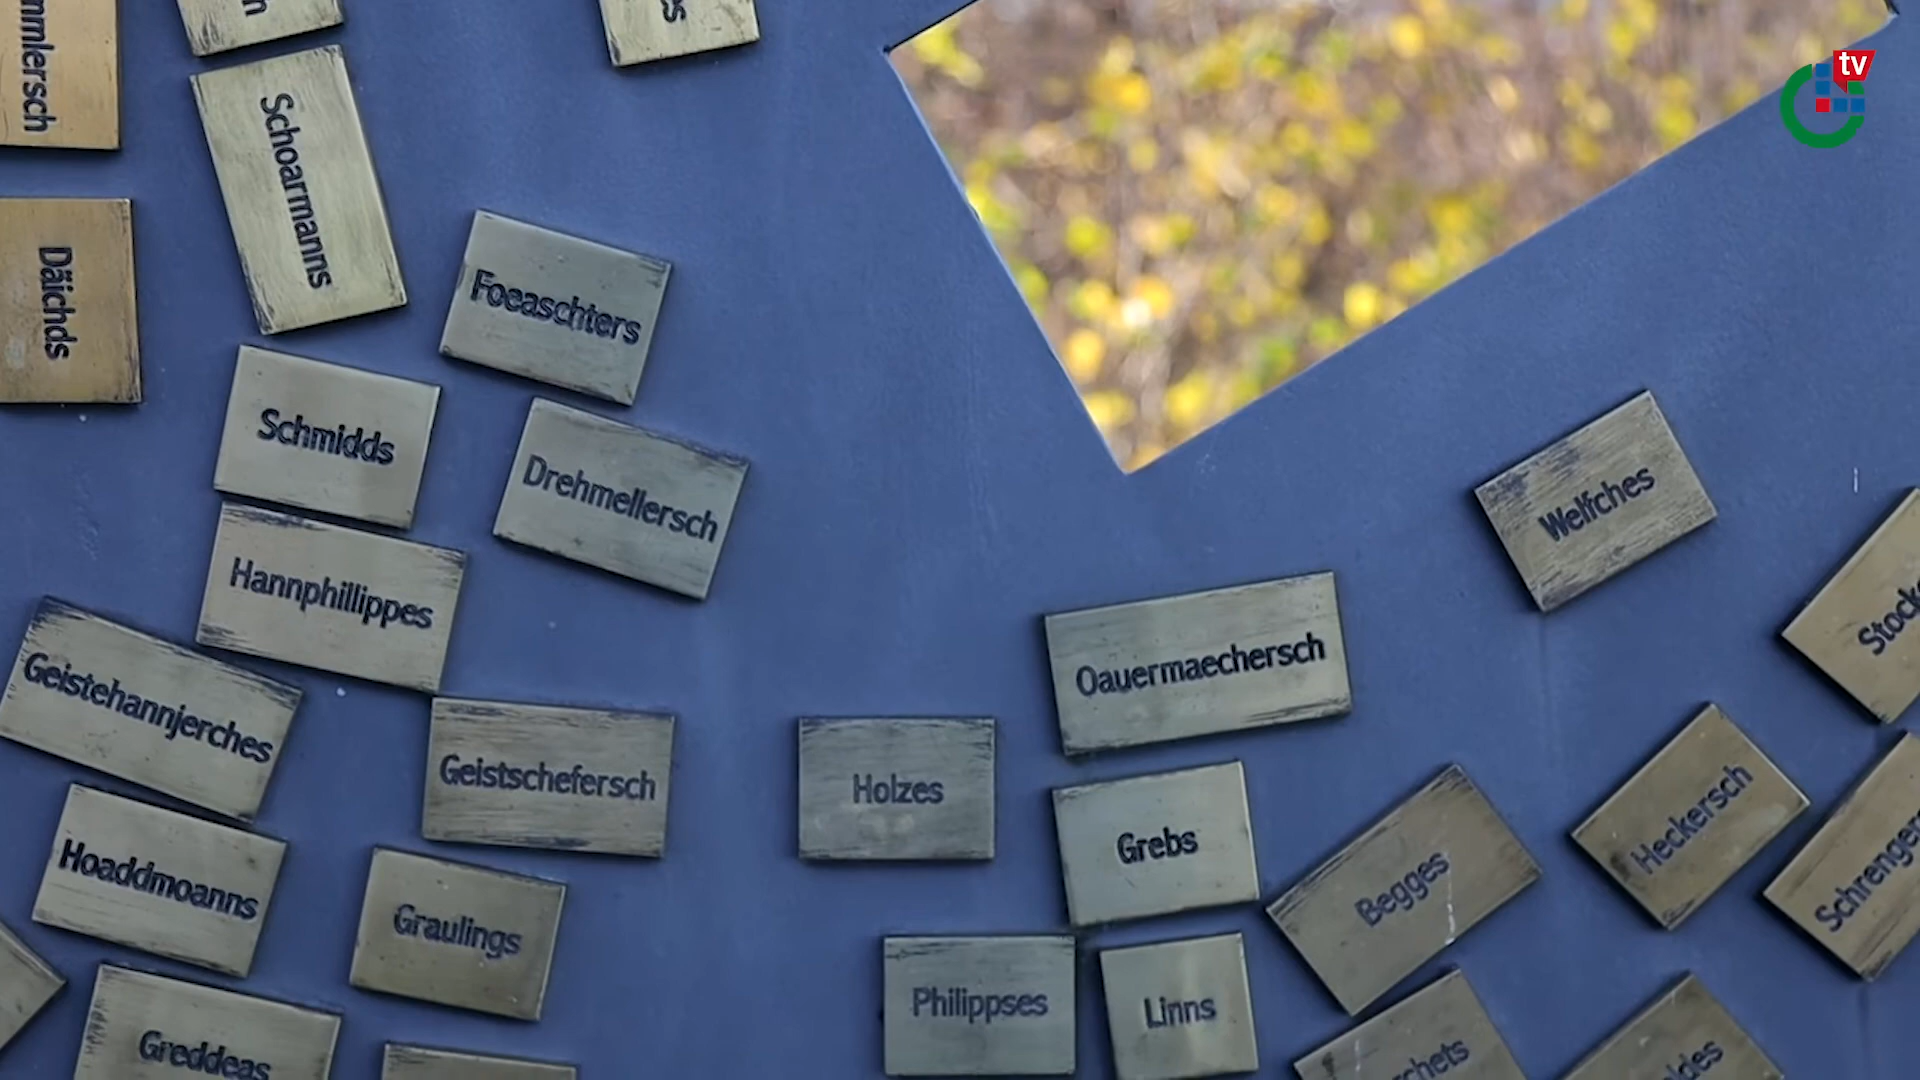 tv
Schoarmanns
Däichds
Foeaschters
Schmidds
Drehmellersch
Hannphillippes
Welfches
Geistehannjerches
Oauermaechersch
Geistschefersch
Holzes
Grebs
Heckersch
Begges
Hoaddmoanns
Graulings
Philippses
Linns
Greddeas